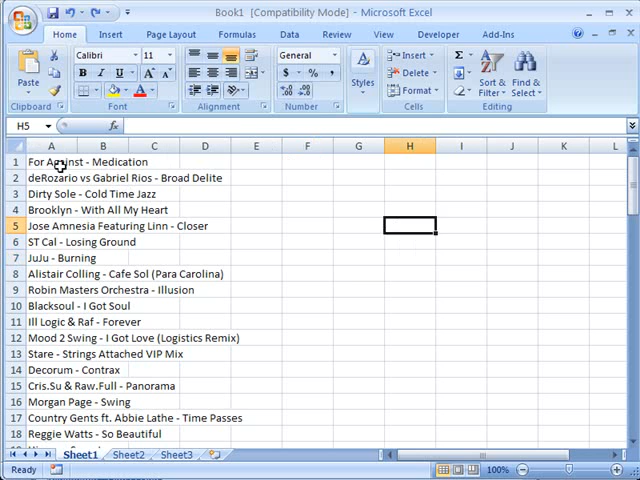 Book1 [Compatibility Mode] - Microsoft Excel
Home Insert Page Layout Formulas Data Review View Developer Add-Ins
Paste
Clipboard
Calibri 11
B I U
A A
Font
Alignment
General
$ % ,
Number
Styles
Insert
Delete
Format
Cells
Σ
Sort & Filter
Find & Select
Editing
H5 fx
A B C D E F G H I J K L
1 For Against - Medication
2 deRozario vs Gabriel Rios - Broad Delite
3 Dirty Sole - Cold Time Jazz
4 Brooklyn - With All My Heart
5 Jose Amnesia Featuring Linn - Closer
6 ST Cal - Losing Ground
7 JuJu - Burning
8 Alistair Colling - Cafe Sol (Para Carolina)
9 Robin Masters Orchestra - Illusion
10 Blacksoul - I Got Soul
11 Ill Logic & Raf - Forever
12 Mood 2 Swing - I Got Love (Logistics Remix)
13 Stare - Strings Attached VIP Mix
14 Decorum - Contrax
15 Cris.Su & Raw.Full - Panorama
16 Morgan Page - Swing
17 Country Gents ft. Abbie Lathe - Time Passes
18 Reggie Watts - So Beautiful
Sheet1 Sheet2 Sheet3
Ready 100%